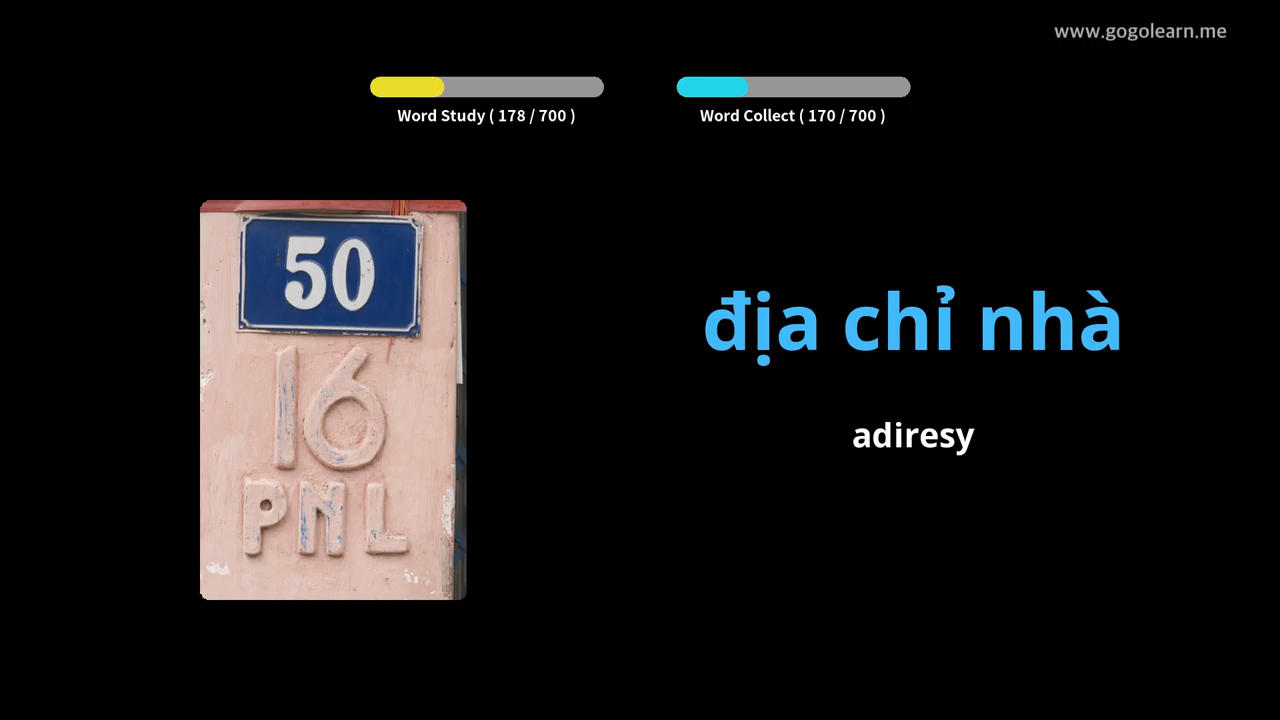 www.gogolearn.me
Word Study ( 178 / 700 )
Word Collect ( 170 / 700 )
50
16
PNL
địa chỉ nhà
adiresy